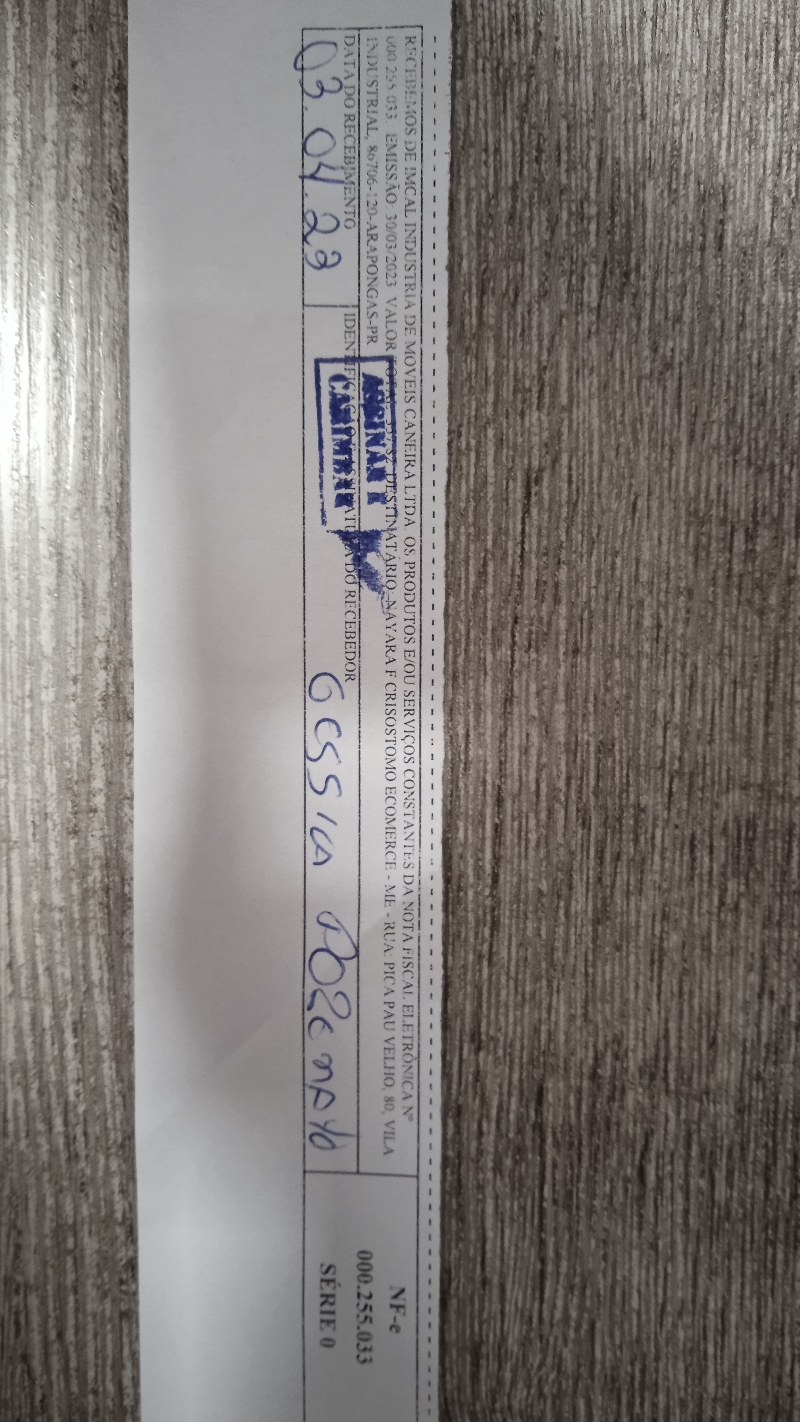 RECEBEMOS DE IMCAL INDUSTRIA DE MOVEIS CANEIRA LTDA OS PRODUTOS E/OU SERVIÇOS CONSTANTES DA NOTA FISCAL ELETRÔNICA Nº
000.255.033 EMISSÃO: 30/03/2023 VALOR DESTINATÁRIO: NAYARA F CRISOSTOMO ECOMERCE - ME - RUA: PICA PAU VELHO, 80, VILA
INDUSTRIAL, 86706-120-ARAPONGAS-PR
DATA DO RECEBIMENTO
IDENTIFICAÇÃO E ASSINATURA DO RECEBEDOR
03.04.23
ASSINAR E
CARIMBAR
NF-e
000.255.033
SÉRIE 0